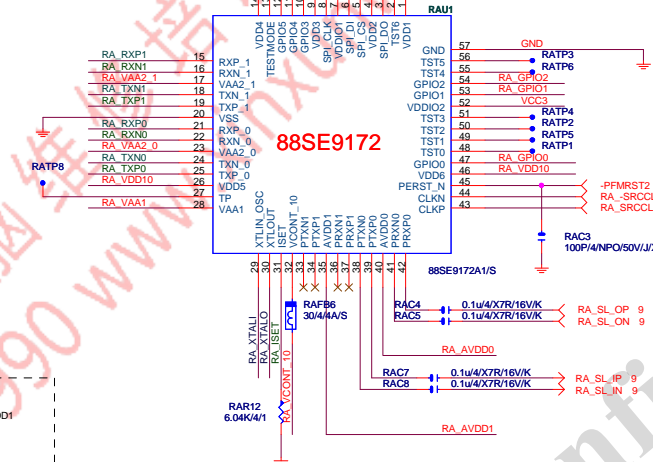 RAU1
VDD4
TESTMODE
GPIO5
GPIO4
GPIO3
VDD3
SPI_CLK
VDDIO1
SPI_DI
SPI_CS
VDD2
SPI_DO
TST6
VDD1
RA_RXP1 15 RXP_1
RA_RXN1 16 RXN_1
RA_VAA2_1 17 VAA2_1
RA_TXN1 18 TXN_1
RA_TXP1 19 TXP_1
20 VSS
RA_RXP0 21 RXP_0
RA_RXN0 22 RXN_0
RA_VAA2_0 23 VAA2_0
RA_TXN0 24 TXN_0
RA_TXP0 25 TXP_0
RA_VDD10 26 VDD5
RATP8 27 TP
RA_VAA1 28 VAA1
88SE9172
GND 57 GND
TST5 56 RATP3
TST4 55 RATP6
GPIO2 54 RA_GPIO2
GPIO1 53 RA_GPIO1
VDDIO2 52 VCC3
TST3 51 RATP4
TST2 50 RATP2
TST1 49 RATP5
TST0 48 RATP1
GPIO0 47 RA_GPIO0
VDD6 46 RA_VDD10
PERST_N 45 -PFMRST2
CLKN 44 RA_-SRCCL
CLKP 43 RA_SRCCL
RAC3
100P/4/NPO/50V/J/
XTLIN_OSC
XTLOUT
ISET
VCONT_10
PTXN1
PTXP1
AVDD1
PRXN1
PRXP1
PTXN0
PTXP0
AVDD0
PRXN0
PRXP0
88SE9172A1/S
29 30 31 32 33 34 35 36 37 38 39 40 41 42
RA_XTALI
RA_XTALO
RA_ISET
RA_VCONT_10
RAFB6
30/4/4A/S
RAC4 0.1u/4/X7R/16V/K RA_SL_OP 9
RAC5 0.1u/4/X7R/16V/K RA_SL_ON 9
RA_AVDD0
RAC7 0.1u/4/X7R/16V/K RA_SL_IP 9
RAC8 0.1u/4/X7R/16V/K RA_SL_IN 9
RAR12
6.04K/4/1
RA_AVDD1
DD1